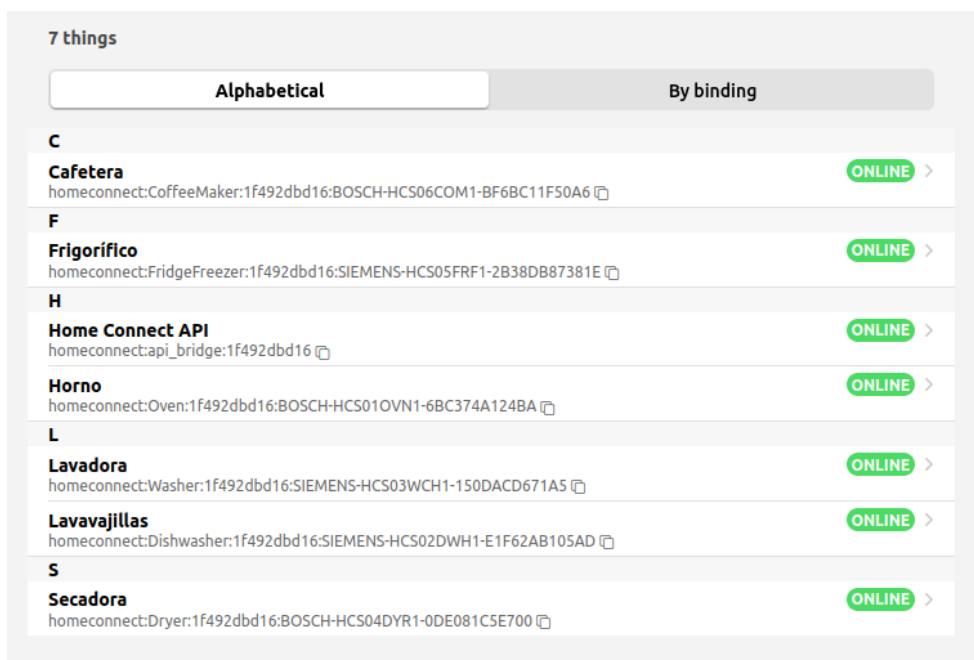 7 things
Alphabetical
By binding
C
Cafetera
ONLINE
homeconnect:CoffeeMaker:1f492dbd16:BOSCH-HCS06COM1-BF6BC11F50A6
F
Frigorífico
ONLINE
homeconnect:FridgeFreezer:1f492dbd16:SIEMENS-HCS05FRF1-2B38DB87381E
H
Home Connect API
ONLINE
homeconnect:api_bridge:1f492dbd16
Horno
ONLINE
homeconnect:Oven:1f492dbd16:BOSCH-HCS01OVN1-6BC374A124BA
L
Lavadora
ONLINE
homeconnect:Washer:1f492dbd16:SIEMENS-HCS03WCH1-150DACD671A5
Lavavajillas
ONLINE
homeconnect:Dishwasher:1f492dbd16:SIEMENS-HCS02DWH1-E1F62AB105AD
S
Secadora
ONLINE
homeconnect:Dryer:1f492dbd16:BOSCH-HCS04DYR1-0DE081C5E700